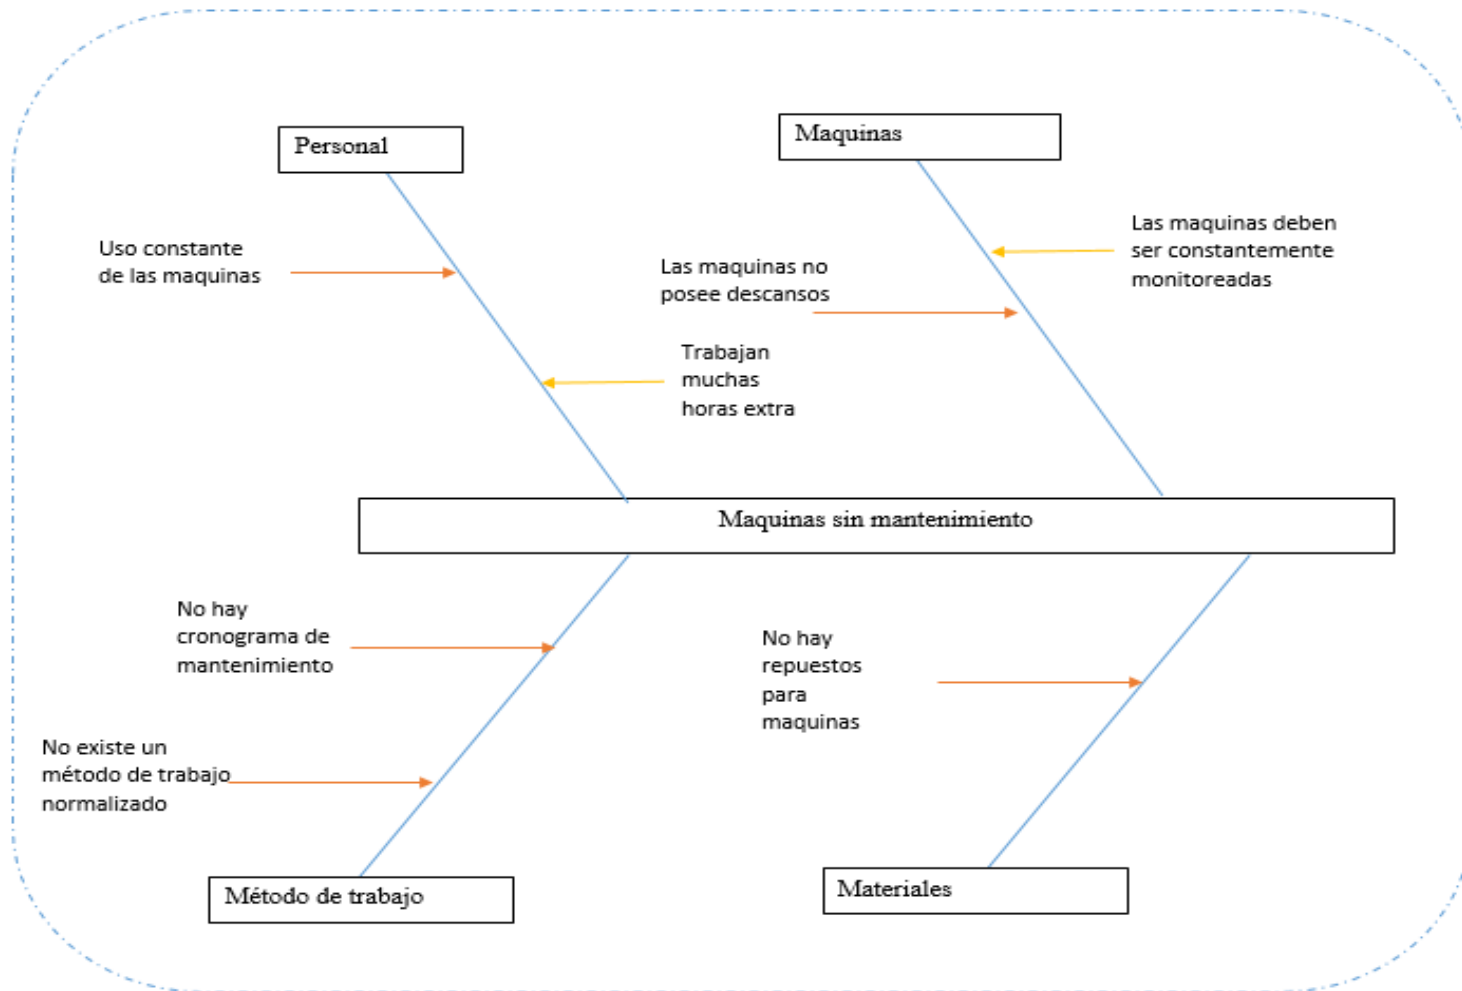 Personal
Maquinas
Uso constante
de las maquinas
Las maquinas no
posee descansos
Las maquinas deben
ser constantemente
monitoreadas
Trabajan
muchas
horas extra
Maquinas sin mantenimiento
No hay
cronograma de
mantenimiento
No hay
repuestos
para
maquinas
No existe un
método de trabajo
normalizado
Método de trabajo
Materiales